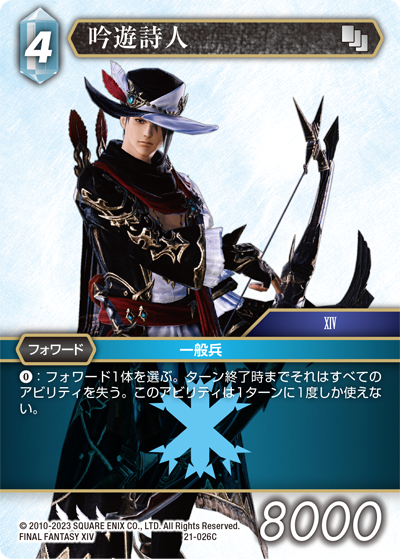 4
吟遊詩人
XIV
フォワード
一般兵
0：フォワード1体を選ぶ。ターン終了時までそれはすべての
アビリティを失う。このアビリティは1ターンに1度しか使えな
い。
© 2010-2023 SQUARE ENIX CO., LTD. All Rights Reserved.
FINAL FANTASY XIV
21-026C
8000